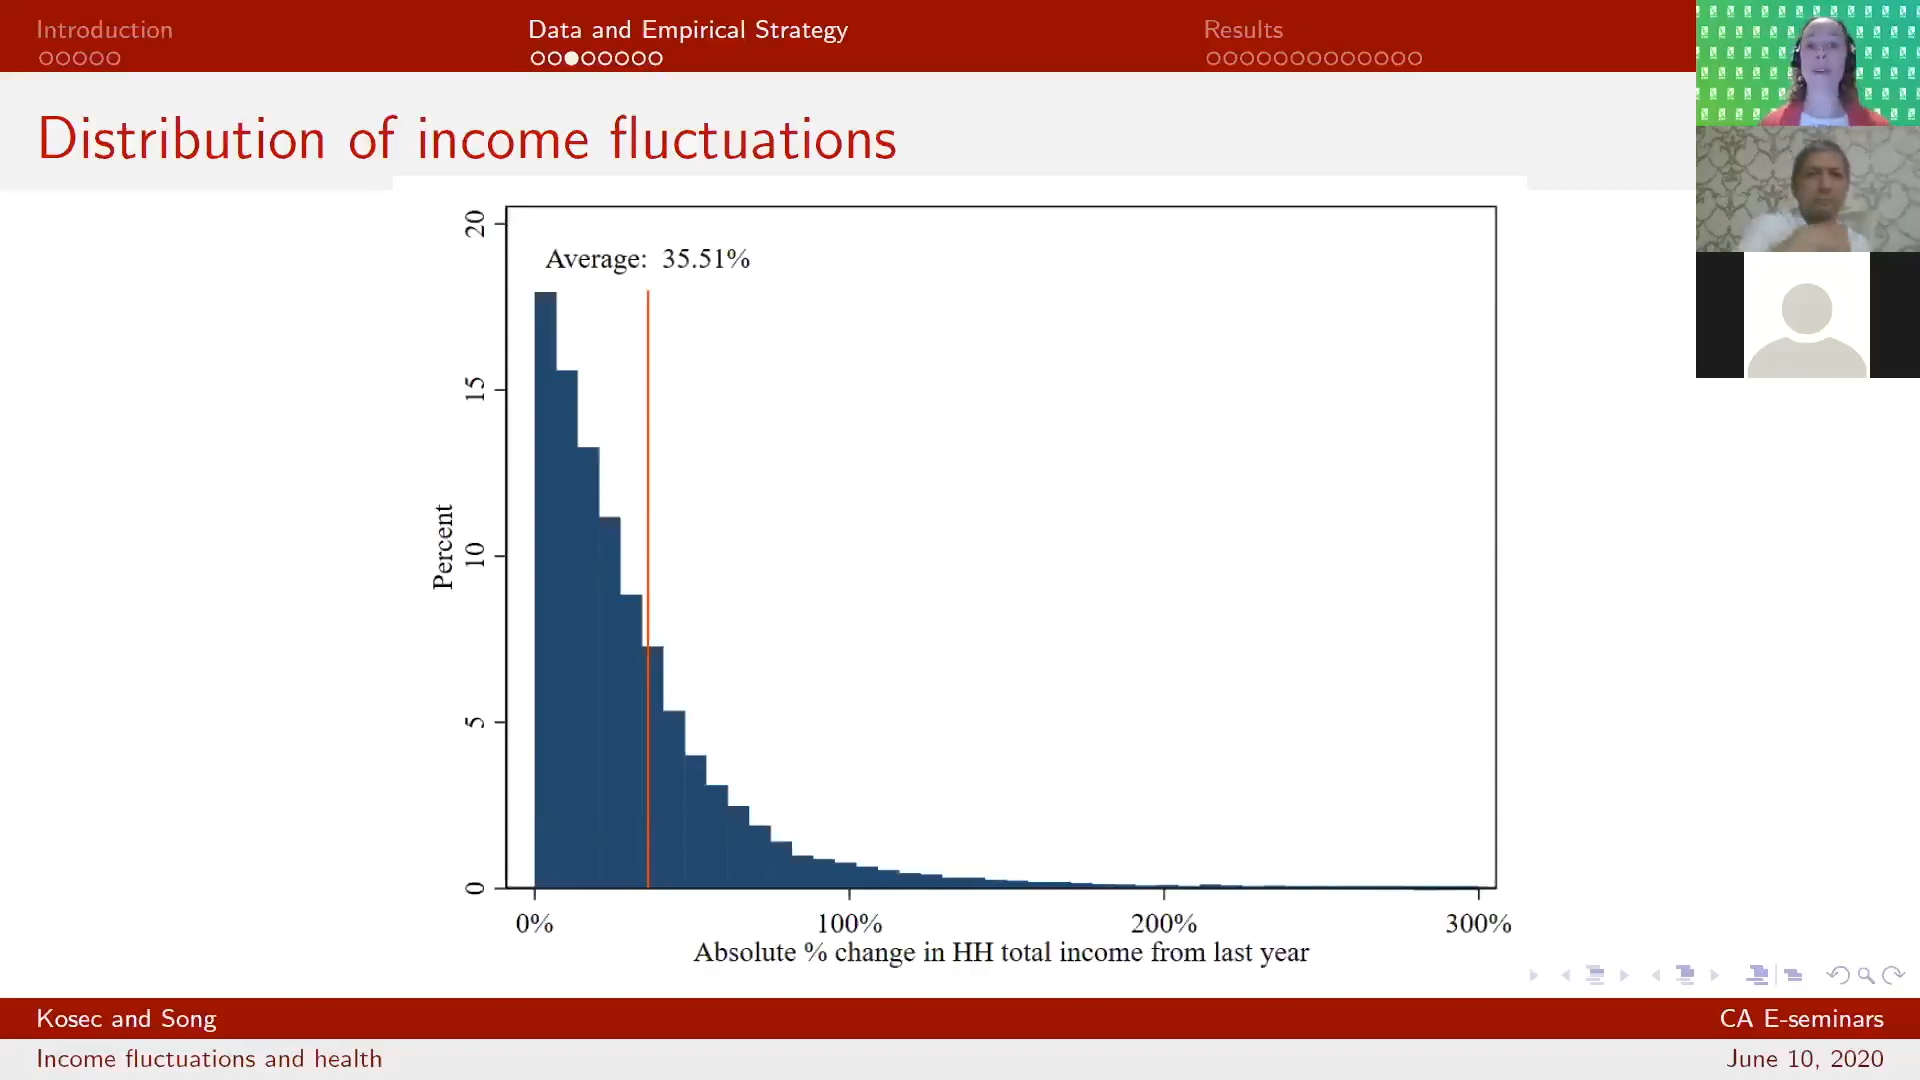 Introduction
Data and Empirical Strategy
Results
Distribution of income fluctuations
Average: 35.51%
20
15
10
5
0
Percent
0% 100% 200% 300%
Absolute % change in HH total income from last year
Kosec and Song
CA E-seminars
Income fluctuations and health
June 10, 2020